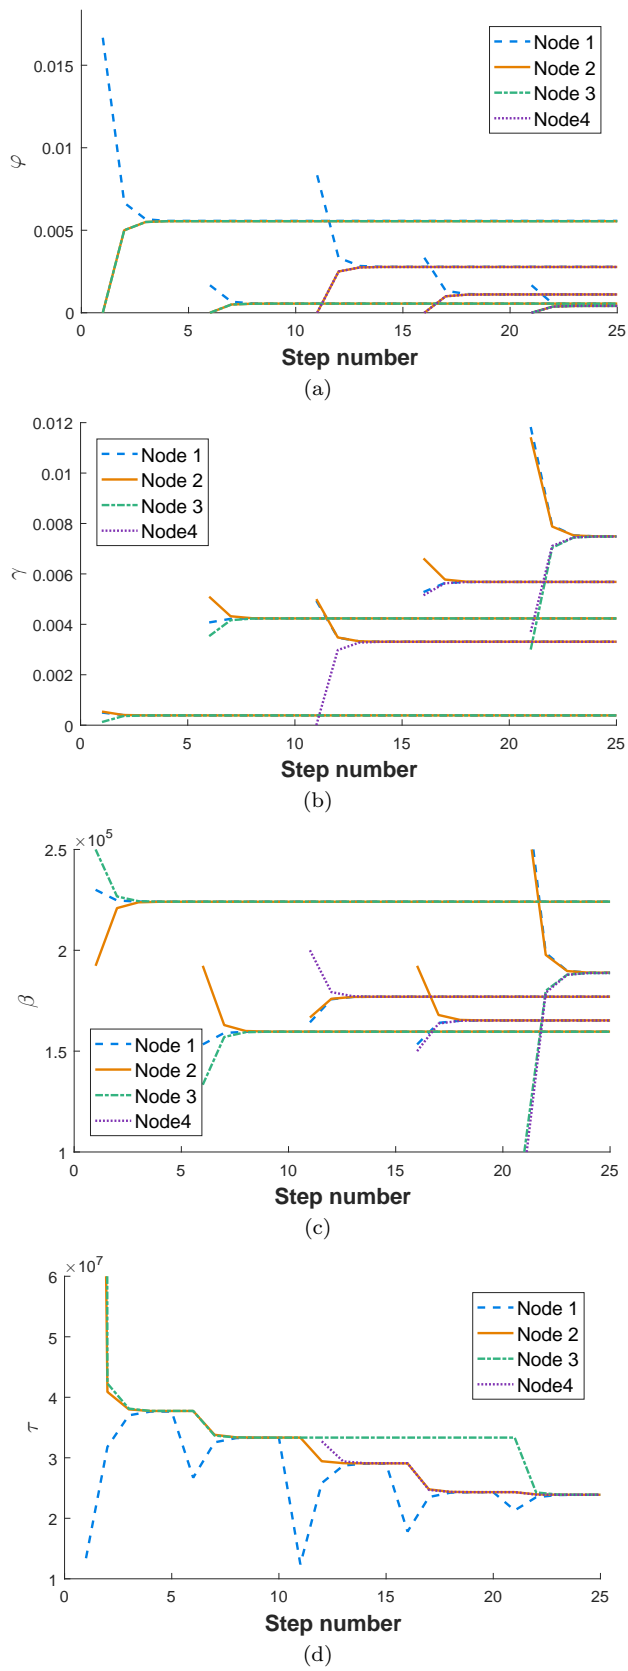 0.015
0.01
0.005
0
φ
0 5 10 15 20 25
Step number
Node 1
Node 2
Node 3
Node4
(a)
0.012
0.01
0.008
0.006
0.004
0.002
0
γ
0 5 10 15 20 25
Step number
Node 1
Node 2
Node 3
Node4
(b)
×10^5
2.5
2
1.5
1
β
0 5 10 15 20 25
Step number
Node 1
Node 2
Node 3
Node4
(c)
×10^7
6
5
4
3
2
1
τ
0 5 10 15 20 25
Step number
Node 1
Node 2
Node 3
Node4
(d)